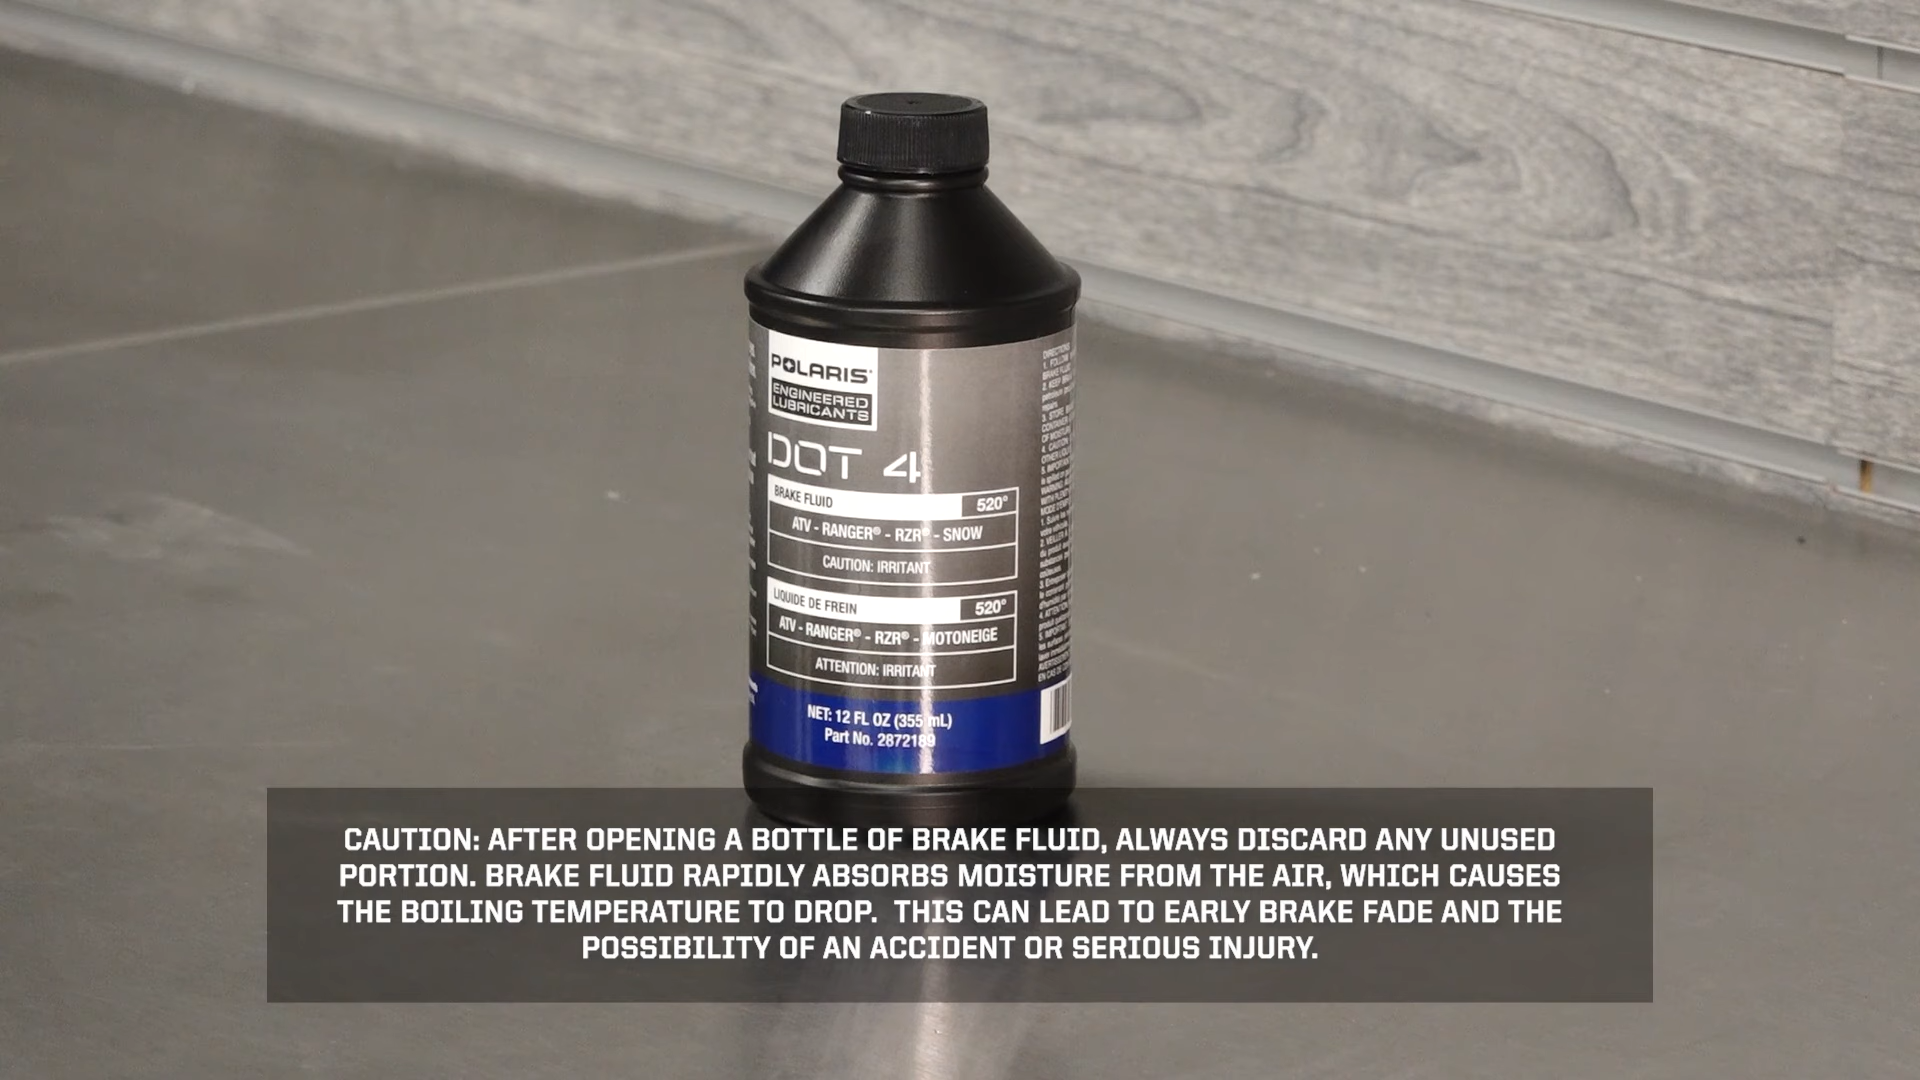 POLARIS®
ENGINEERED
LUBRICANTS
DOT 4
BRAKE FLUID 520°
ATV - RANGER® - RZR® - SNOW
CAUTION: IRRITANT
LIQUIDE DE FREIN 520°
ATV - RANGER® - RZR® - MOTONEIGE
ATTENTION: IRRITANT
NET: 12 FL OZ (355 mL)
Part No. 2872189
CAUTION: AFTER OPENING A BOTTLE OF BRAKE FLUID, ALWAYS DISCARD ANY UNUSED
PORTION. BRAKE FLUID RAPIDLY ABSORBS MOISTURE FROM THE AIR, WHICH CAUSES
THE BOILING TEMPERATURE TO DROP. THIS CAN LEAD TO EARLY BRAKE FADE AND THE
POSSIBILITY OF AN ACCIDENT OR SERIOUS INJURY.